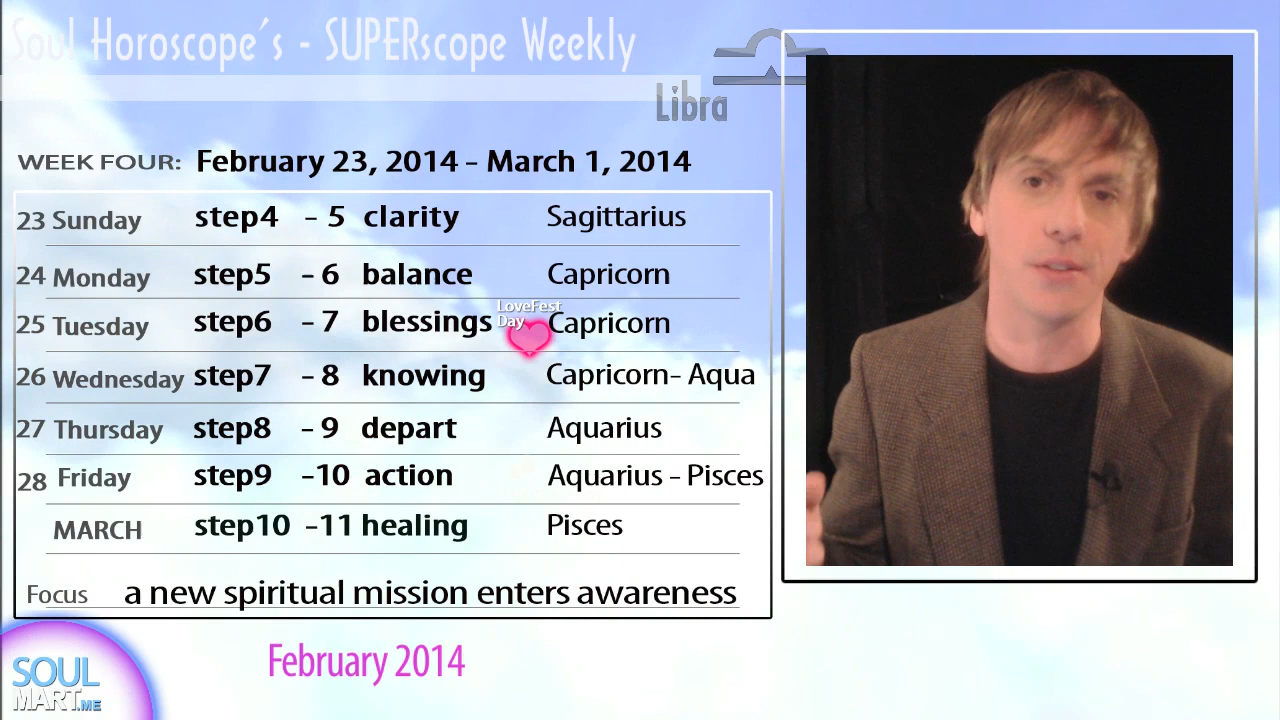 Soul Horoscope's - SUPERscope Weekly
Libra
WEEK FOUR: February 23, 2014 – March 1, 2014
23 Sunday step4 – 5 clarity Sagittarius
24 Monday step5 – 6 balance Capricorn
LoveFest
Day
25 Tuesday step6 – 7 blessings Capricorn
26 Wednesday step7 – 8 knowing Capricorn– Aqua
27 Thursday step8 – 9 depart Aquarius
28 Friday step9 –10 action Aquarius – Pisces
MARCH step10 –11 healing Pisces
Focus a new spiritual mission enters awareness
February 2014
SOUL
MART.ME